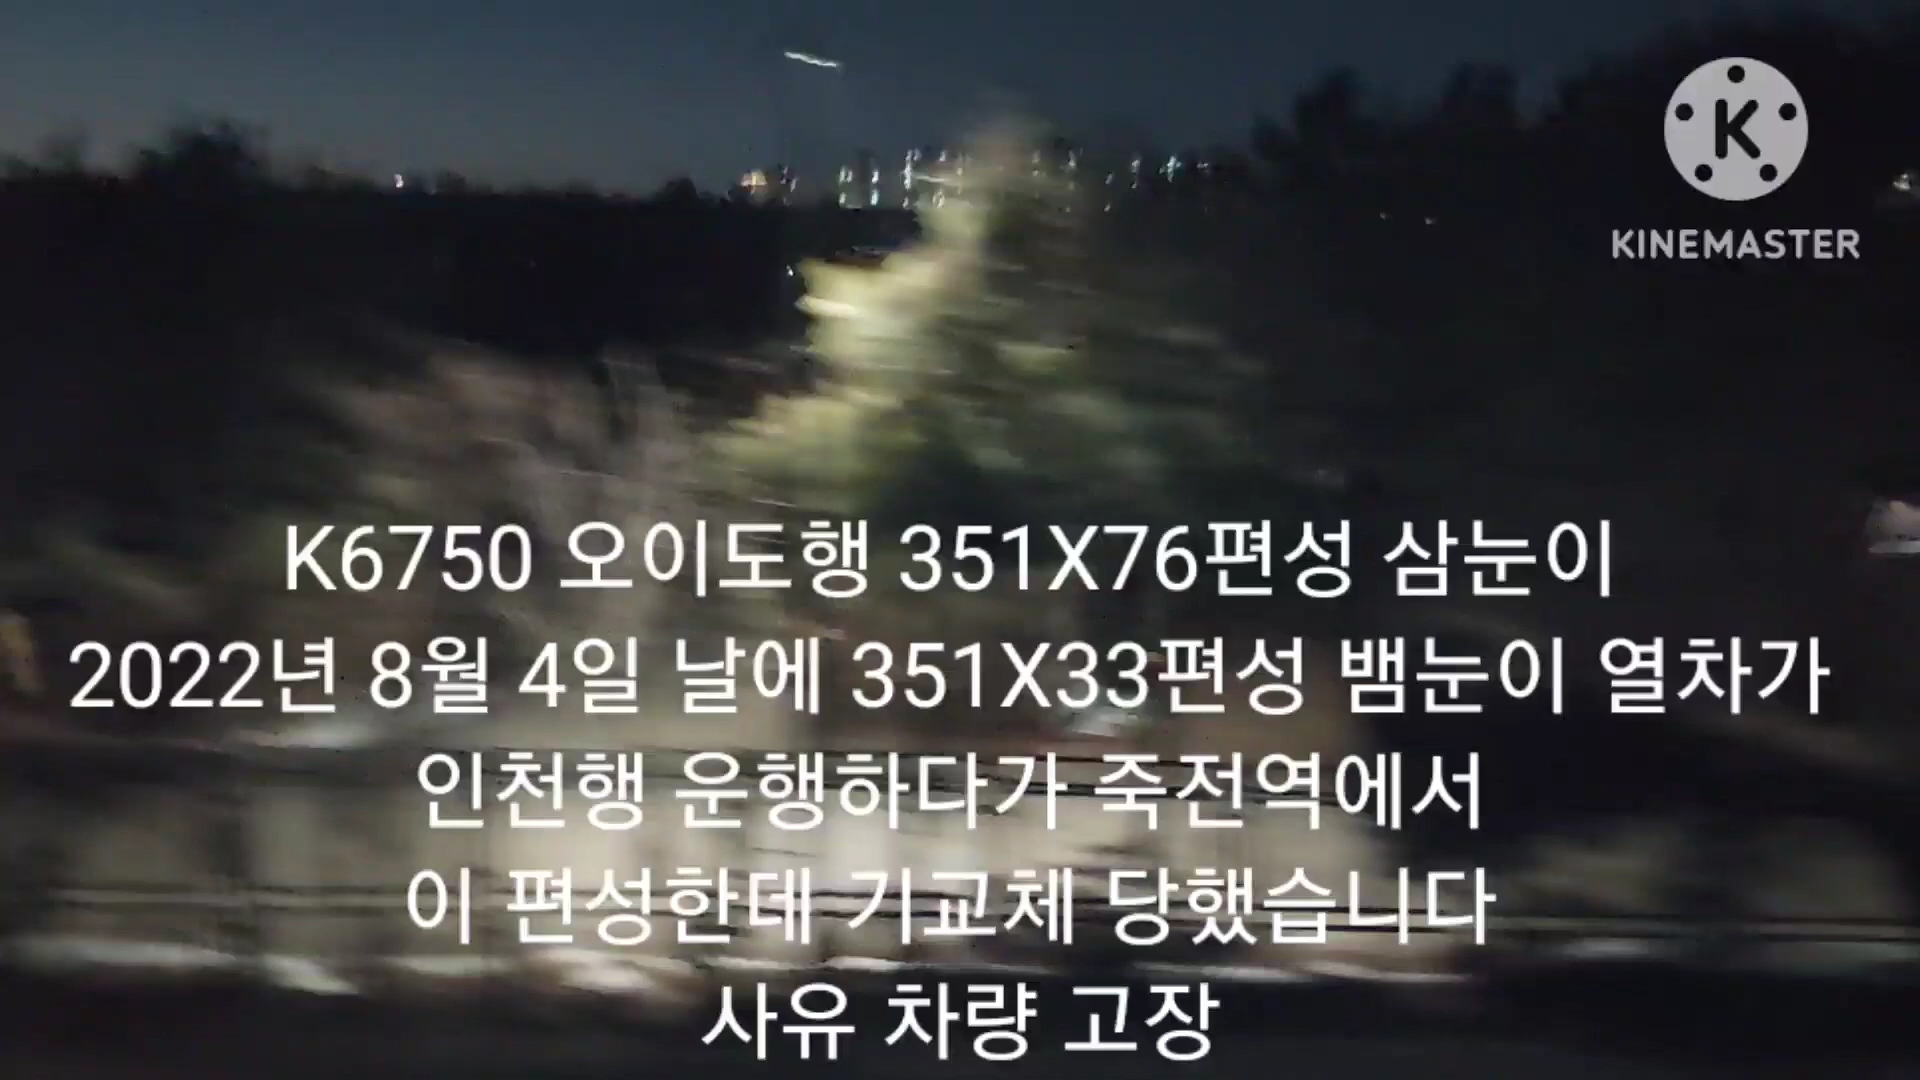 KINEMASTER
K6750 오이도행 351X76편성 삼눈이
2022년 8월 4일 날에 351X33편성 뱀눈이 열차가
인천행 운행하다가 죽전역에서
이 편성한데 기교체 당했습니다
사유 차량 고장